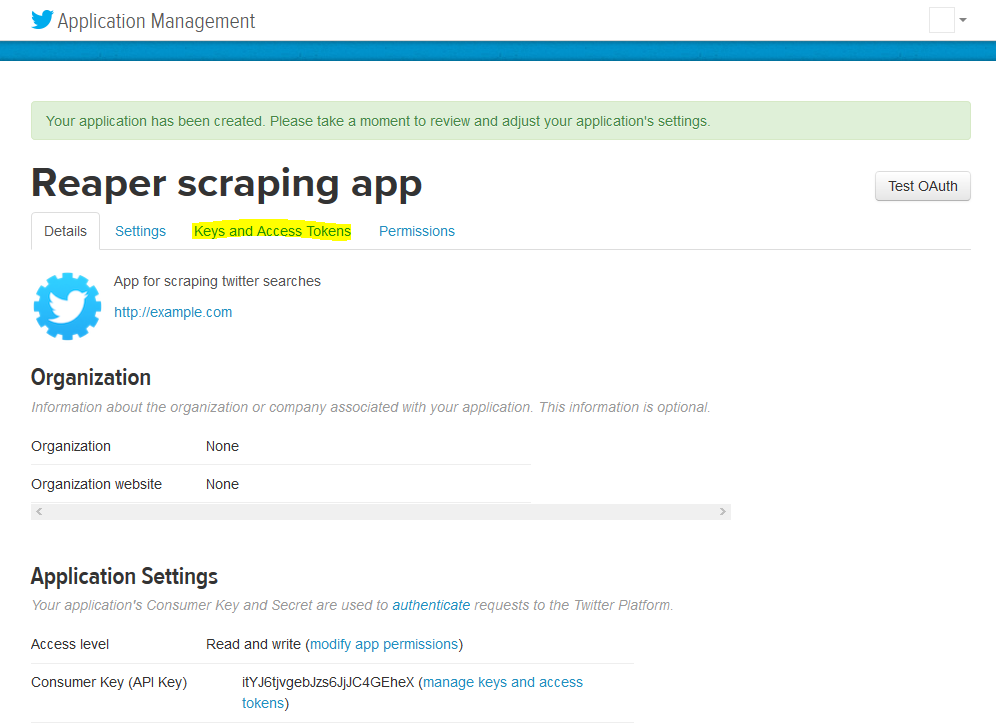 Application Management
Your application has been created. Please take a moment to review and adjust your application's settings.
Reaper scraping app
Test OAuth
Details Settings Keys and Access Tokens Permissions
App for scraping twitter searches
http://example.com
Organization
Information about the organization or company associated with your application. This information is optional.
Organization None
Organization website None
Application Settings
Your application's Consumer Key and Secret are used to authenticate requests to the Twitter Platform.
Access level Read and write (modify app permissions)
Consumer Key (API Key) itYJ6tjvgebJzs6JjJC4GEheX (manage keys and access
tokens)